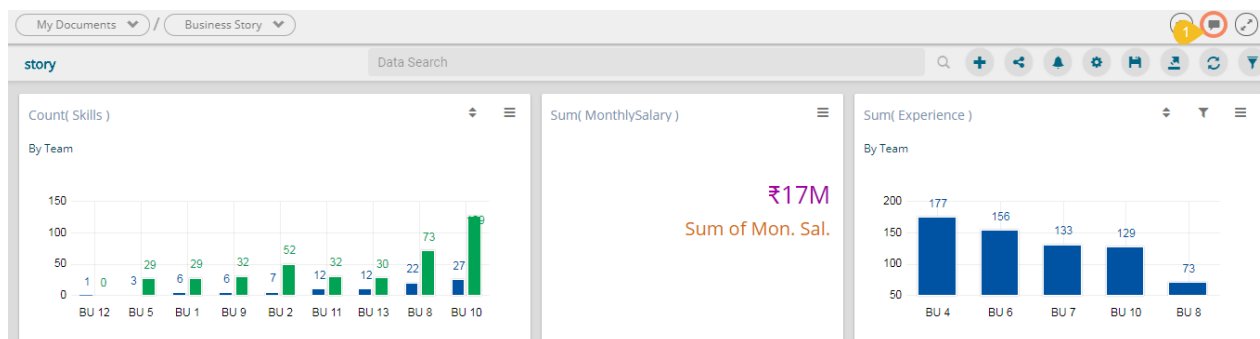 My Documents / Business Story
1
story
Data Search
Count( Skills )
By Team
150
100
50
0
1 0 3 29 6 29 6 32 7 52 12 32 12 30 22 73 27
BU 12 BU 5 BU 1 BU 9 BU 2 BU 11 BU 13 BU 8 BU 10
Sum( MonthlySalary )
₹17M
Sum of Mon. Sal.
Sum( Experience )
By Team
200
150
100
50
177 156 133 129 73
BU 4 BU 6 BU 7 BU 10 BU 8